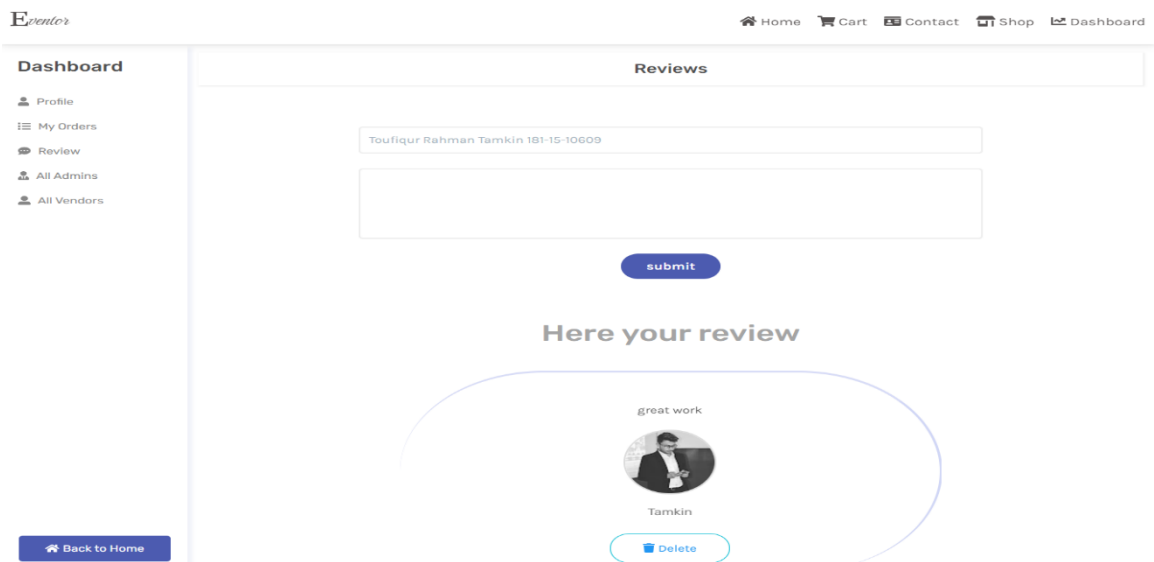 Eventor
Home Cart Contact Shop Dashboard
Dashboard
Profile
My Orders
Review
All Admins
All Vendors
Back to Home
Reviews
Toufiqur Rahman Tamkin 181-15-10609
submit
Here your review
great work
Tamkin
Delete